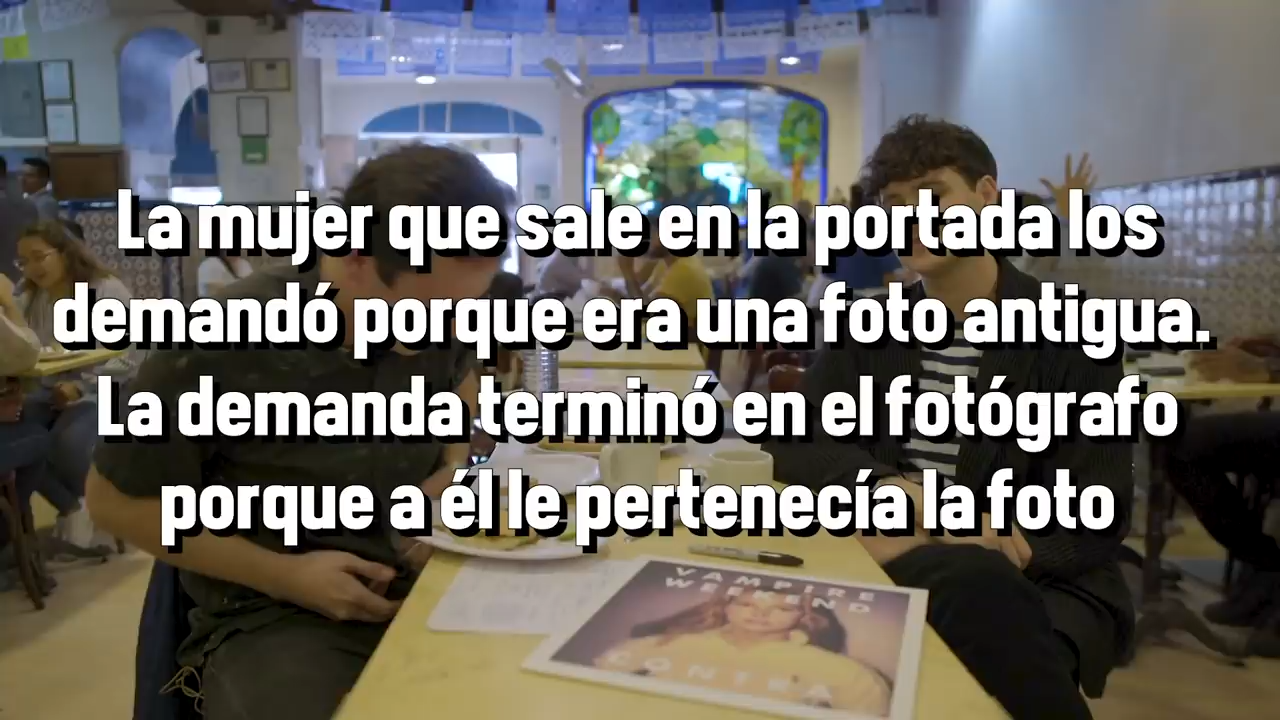 La mujer que sale en la portada los
demandó porque era una foto antigua.
La demanda terminó en el fotógrafo
porque a él le pertenecía la foto
VAMPIRE
WEEKEND
CONTRA